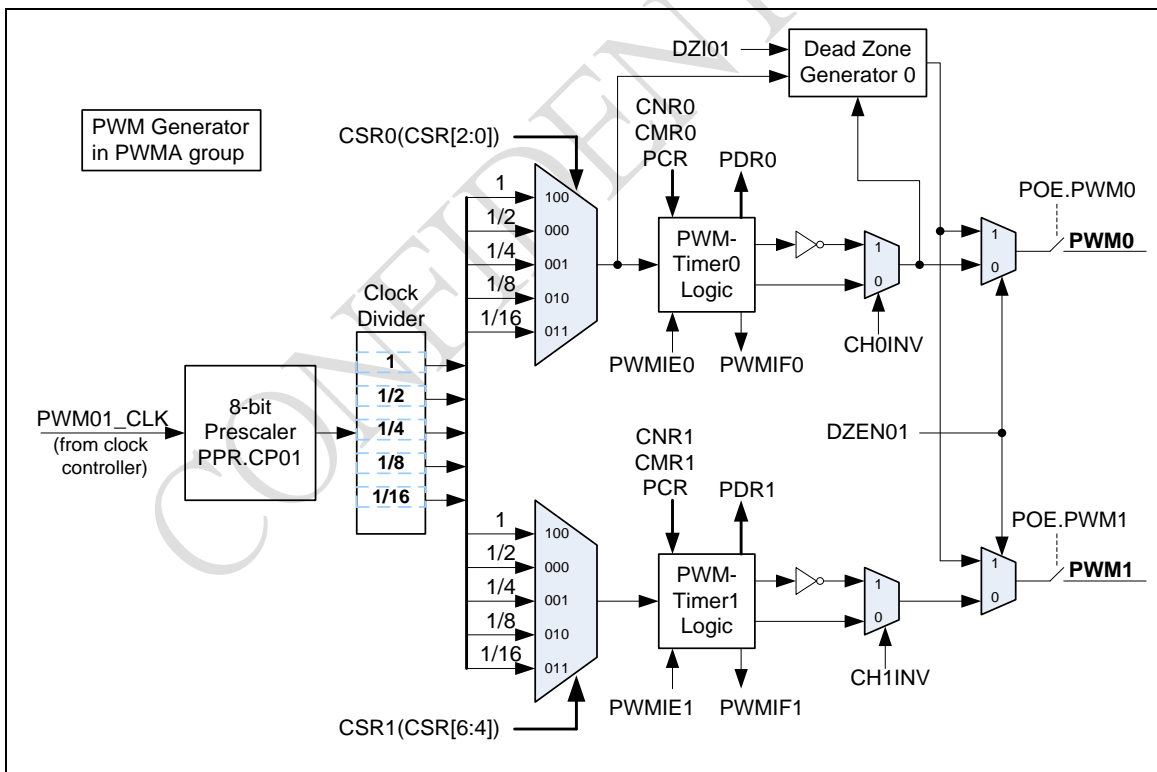 CONFIDEN
PWM Generator
in PWMA group
DZI01
Dead Zone
Generator 0
CSR0(CSR[2:0])
CNR0
CMR0
PCR
PDR0
1
1/2
1/4
1/8
1/16
100
000
001
010
011
PWM-
Timer0
Logic
1
0
CH0INV
PWMIE0
PWMIF0
1
0
POE.PWM0
PWM0
Clock
Divider
1
1/2
1/4
1/8
1/16
PWM01_CLK
(from clock
controller)
8-bit
Prescaler
PPR.CP01
DZEN01
CNR1
CMR1
PCR
PDR1
1
1/2
1/4
1/8
1/16
100
000
001
010
011
PWM-
Timer1
Logic
1
0
CH1INV
PWMIE1
PWMIF1
1
0
POE.PWM1
PWM1
CSR1(CSR[6:4])